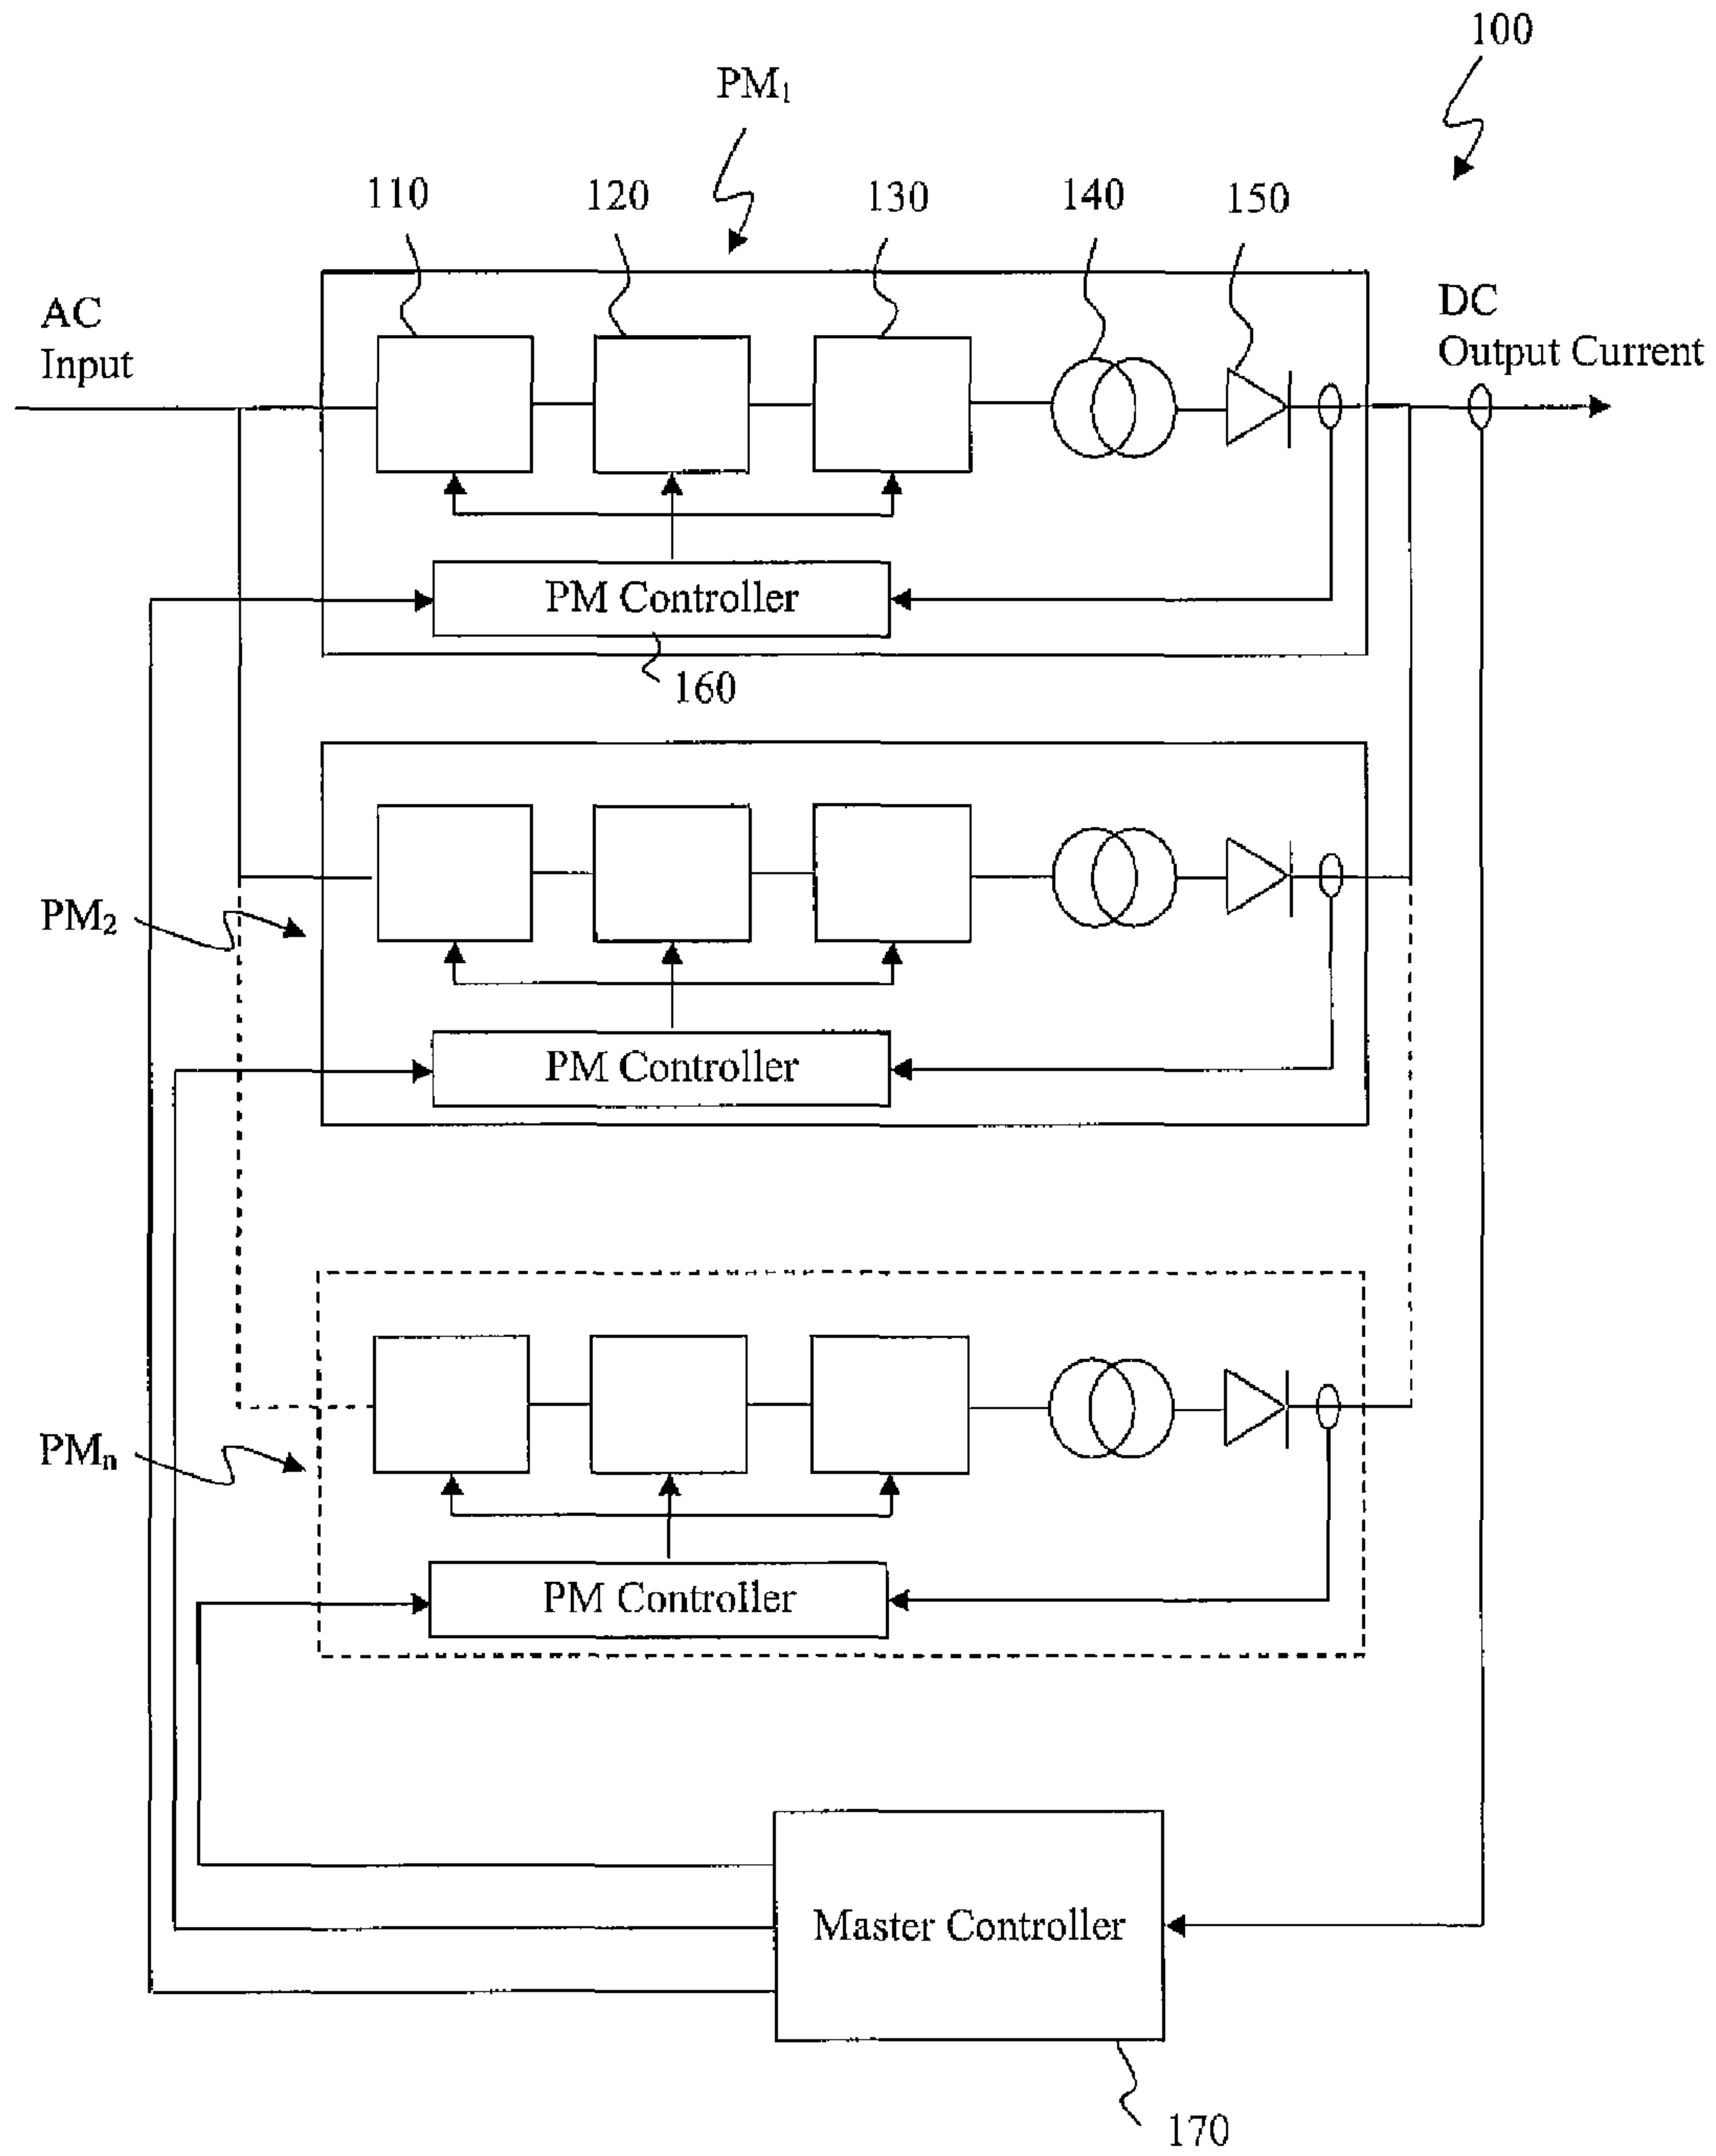 100
PM₁
110
120
130
140
150
AC
Input
DC
Output Current
PM Controller
160
PM₂
PM Controller
PMₙ
PM Controller
Master Controller
170